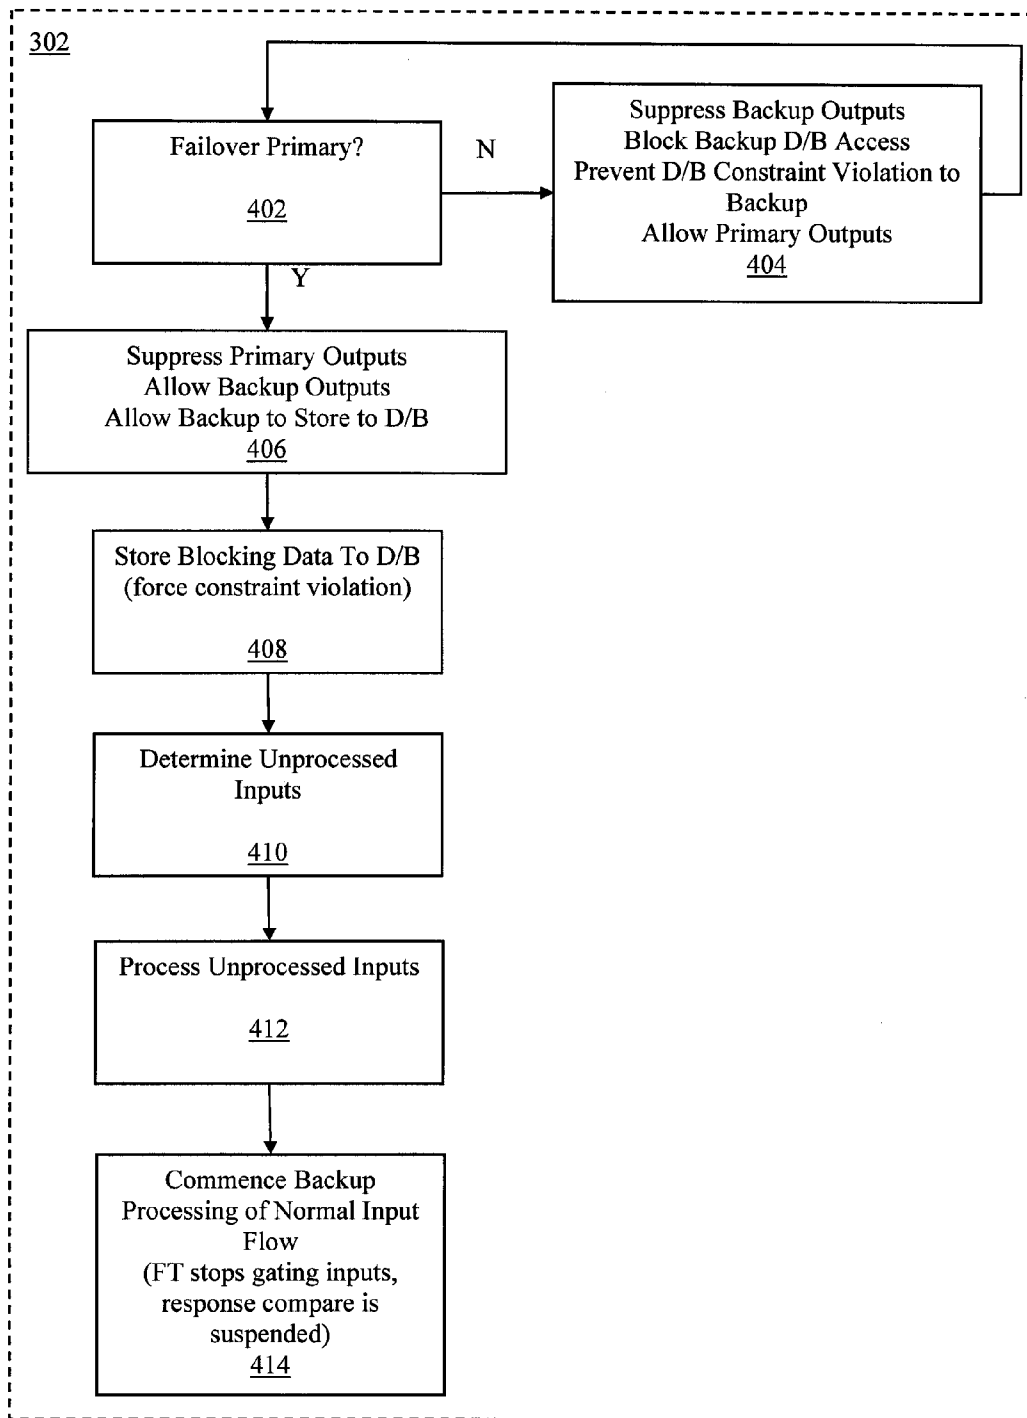 302
Failover Primary?
402
N
Suppress Backup Outputs
Block Backup D/B Access
Prevent D/B Constraint Violation to
Backup
Allow Primary Outputs
404
Y
Suppress Primary Outputs
Allow Backup Outputs
Allow Backup to Store to D/B
406
Store Blocking Data To D/B
(force constraint violation)
408
Determine Unprocessed
Inputs
410
Process Unprocessed Inputs
412
Commence Backup
Processing of Normal Input
Flow
(FT stops gating inputs,
response compare is
suspended)
414